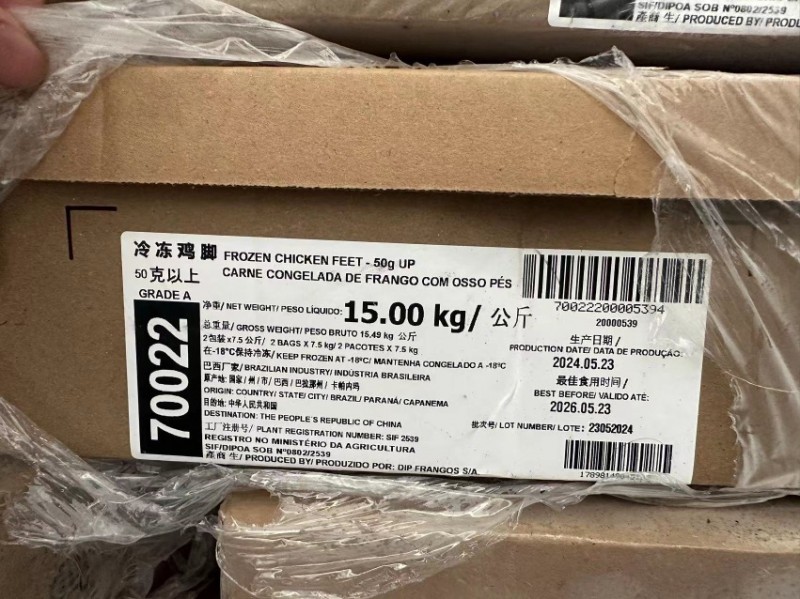 SIF/DIPOA SOB N°0802/2539
產商 生/ PRODUCED BY/ PRODU
冷冻鸡脚 FROZEN CHICKEN FEET - 50g UP
50克以上 CARNE CONGELADA DE FRANGO COM OSSO PÉS
GRADE A
70022
净重/ NET WEIGHT/ PESO LÍQUIDO: 15.00 kg/ 公斤
总重量/ GROSS WEIGHT/ PESO BRUTO 15,49 kg 公斤
2包装 x7.5 公斤/ 2 BAGS X 7.5 kg/ 2 PACOTES X 7.5 kg
在-18°C保持冷冻/ KEEP FROZEN AT -18°C/ MANTENHA CONGELADO A -18°C
巴西厂家/ BRAZILIAN INDUSTRY/ INDÚSTRIA BRASILEIRA
原产地: 国家/州/市/ 巴西/ 巴拉那州/ 卡帕内玛
ORIGIN: COUNTRY/ STATE/ CITY/ BRAZIL/ PARANÁ/ CAPANEMA
目的地: 中华人民共和国
DESTINATION: THE PEOPLE'S REPUBLIC OF CHINA
工厂注册号/ PLANT REGISTRATION NUMBER: SIF 2539
REGISTRO NO MINISTÉRIO DA AGRICULTURA
SIF/DIPOA SOB N°0802/2539
產商 生/ PRODUCED BY/ PRODUZIDO POR: DIP FRANGOS S/A
70022200005394
20000539
生产日期/
PRODUCTION DATE/ DATA DE PRODUÇÃO:
2024.05.23
最佳食用时间/
BEST BEFORE/ VALIDO ATÉ:
2026.05.23
批次号/ LOT NUMBER/ LOTE: 23052024